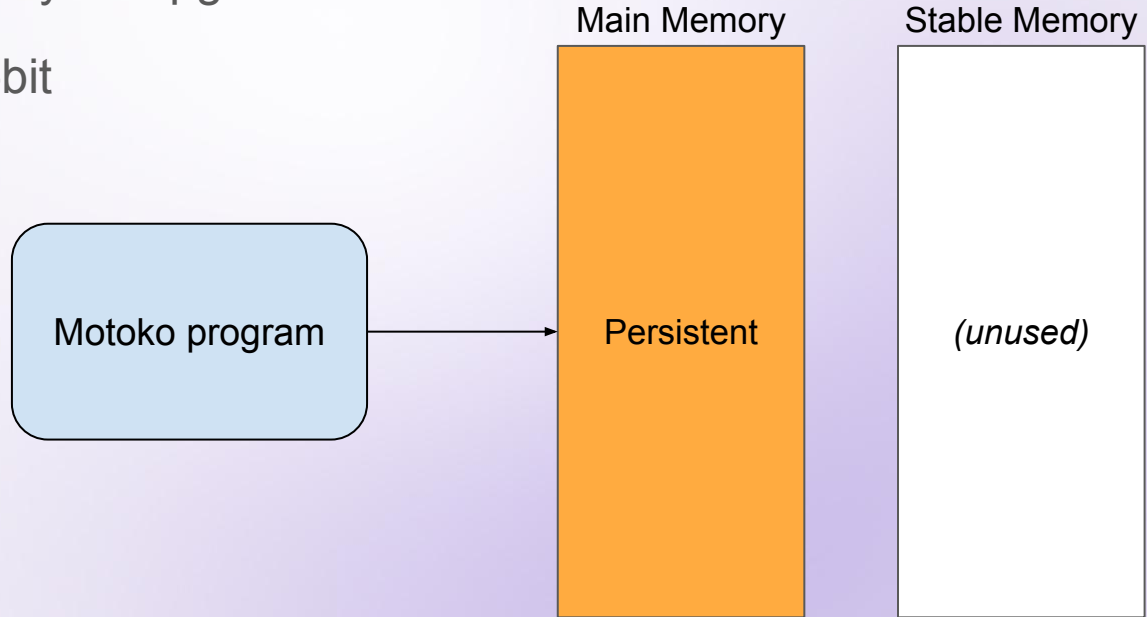 bit
Main Memory
Stable Memory
Motoko program
Persistent
(unused)